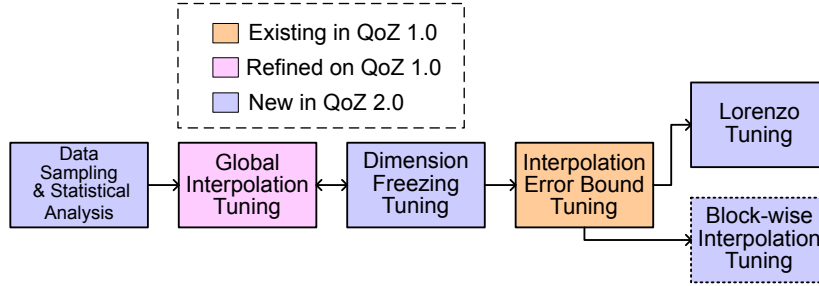 Existing in QoZ 1.0
Refined on QoZ 1.0
New in QoZ 2.0
Data
Sampling
& Statistical
Analysis
Global
Interpolation
Tuning
Dimension
Freezing
Tuning
Interpolation
Error Bound
Tuning
Lorenzo
Tuning
Block-wise
Interpolation
Tuning